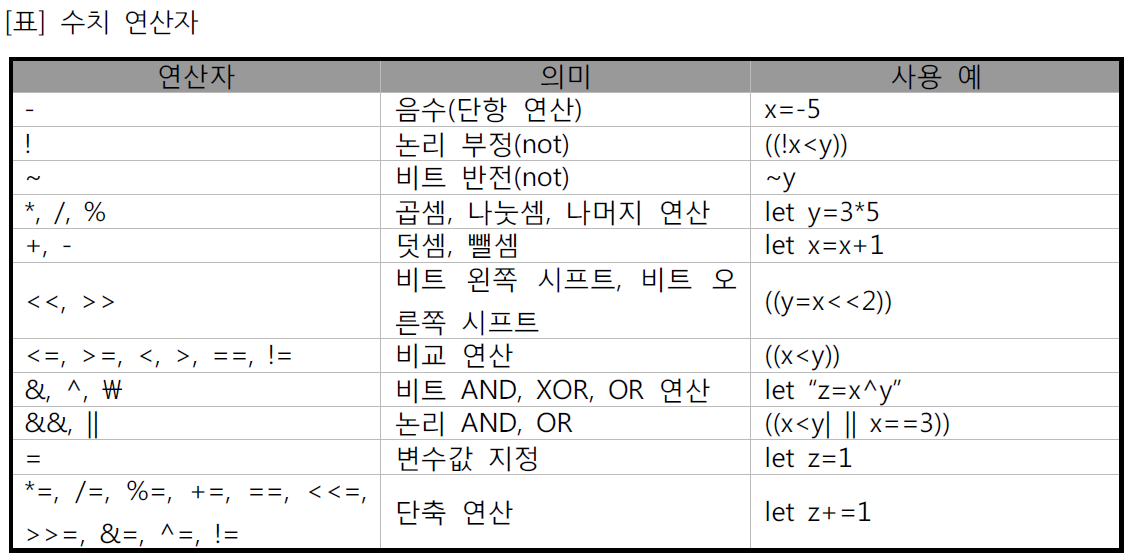 [표] 수치 연산자
연산자 의미 사용 예
- 음수(단항 연산) x=-5
! 논리 부정(not) ((!x<y))
~ 비트 반전(not) ~y
*, /, % 곱셈, 나눗셈, 나머지 연산 let y=3*5
+, - 덧셈, 뺄셈 let x=x+1
<<, >> 비트 왼쪽 시프트, 비트 오
른쪽 시프트 ((y=x<<2))
<=, >=, <, >, ==, != 비교 연산 ((x<y))
&, ^, ₩ 비트 AND, XOR, OR 연산 let “z=x^y”
&&, || 논리 AND, OR ((x<y| || x==3))
= 변수값 지정 let z=1
*=, /=, %=, +=, ==, <<=,
>>=, &=, ^=, != 단축 연산 let z+=1